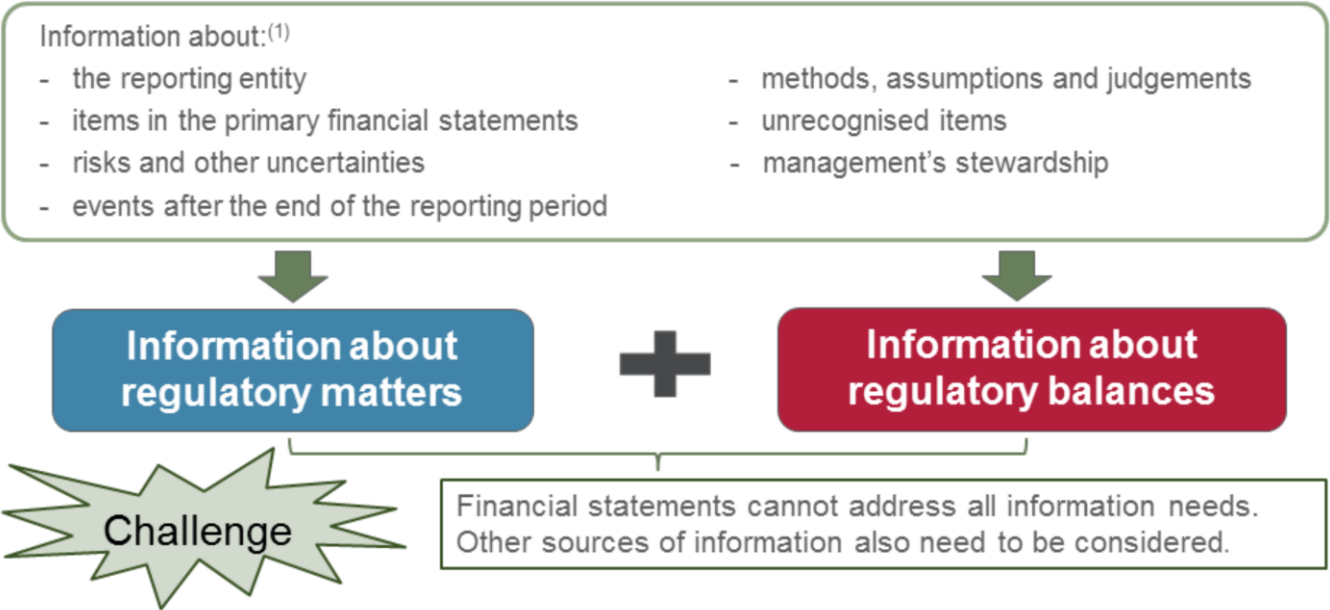 Information about:(1)
- the reporting entity
- items in the primary financial statements
- risks and other uncertainties
- events after the end of the reporting period
- methods, assumptions and judgements
- unrecognised items
- management’s stewardship
Information about
regulatory matters
Information about
regulatory balances
Challenge
Financial statements cannot address all information needs.
Other sources of information also need to be considered.